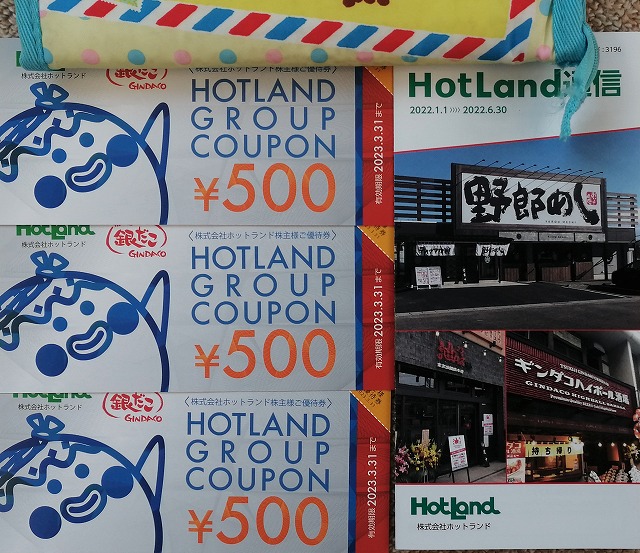 銀だこ
GINDACO
株式会社ホットランド
〈株式会社ホットランド株主様ご優待券〉
HOTLAND
GROUP
COUPON
¥500
有効期限 2023.3.31まで
HotLand
株式会社ホットランド
銀だこ
GINDACO
〈株式会社ホットランド株主様ご優待券〉
HOTLAND
GROUP
COUPON
¥500
有効期限 2023.3.31まで
HotLand
株式会社ホットランド
銀だこ
GINDACO
〈株式会社ホットランド株主様ご優待券〉
HOTLAND
GROUP
COUPON
¥500
有効期限 2023.3.31まで
: 3196
HotLand通信
2022.1.1 》》》 2022.6.30
野郎めし
ギンダコハイボール酒場
GINDACO HIGHBALL
持ち帰り
HotLand
株式会社ホットランド